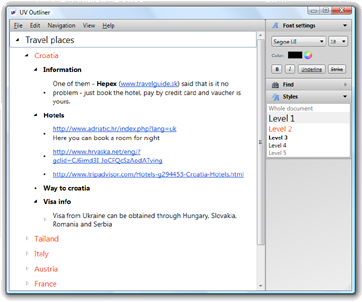 UV Outliner
File Edit Navigation View Help
Travel places
Croatia
Information
One of them - Hepex (www.travelguide.sk) said that is it no
problem - just book the hotel, pay by credit card and vaucher is
yours.
Hotels
http://www.adriatic.hr/index.php?lang=uk
Here you can book a room for night
http://www.hrvaska.net/eng/?
http://www.tripadvisor.com/Hotels-g294453-Croatia-Hotels.html
Way to croatia
Visa info
Visa from Ukraine can be obtained through Hungary, Slovakia,
Romania and Serbia
Tailand
Itlily
Austria
France
Font settings
Segoe UI 14
Color:
B I Underline Strike
Find
Styles
Whole document
Level 1
Level 2
Level 3
Level 4
Level 5